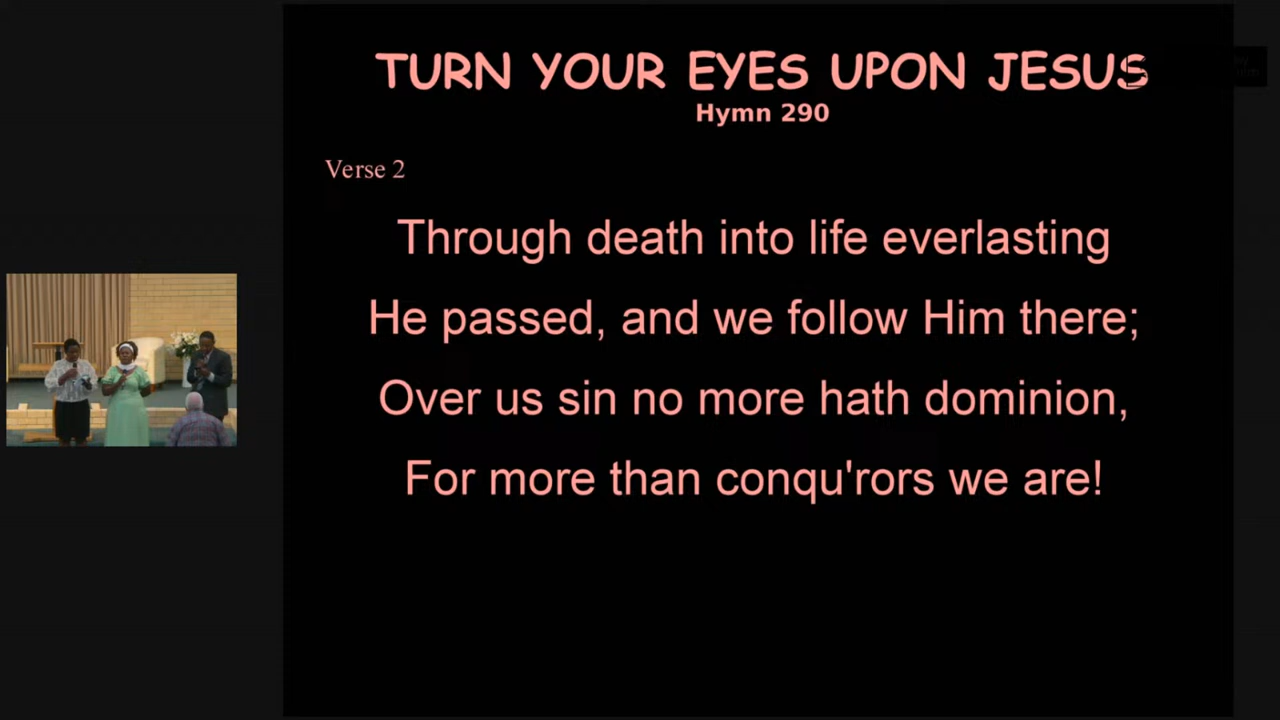 TURN YOUR EYES UPON JESUS
Hymn 290
Verse 2
Through death into life everlasting
He passed, and we follow Him there;
Over us sin no more hath dominion,
For more than conqu'rors we are!